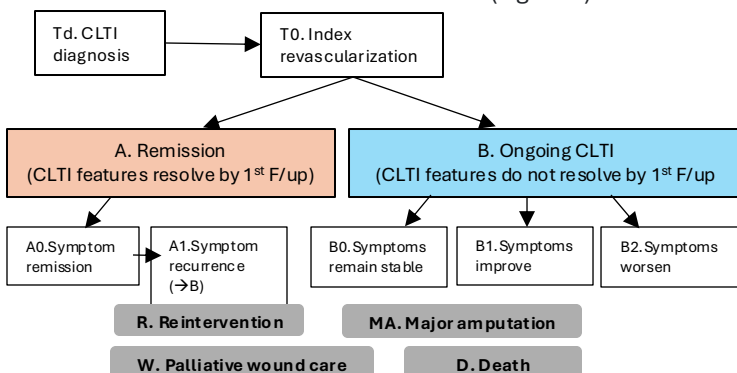 Td. CLTI
diagnosis
T0. Index
revascularization
A. Remission
(CLTI features resolve by 1st F/up)
B. Ongoing CLTI
(CLTI features do not resolve by 1st F/up
A0.Symptom
remission
A1.Symptom
recurrence
(→B)
B0.Symptoms
remain stable
B1.Symptoms
improve
B2.Symptoms
worsen
R. Reintervention
MA. Major amputation
W. Palliative wound care
D. Death